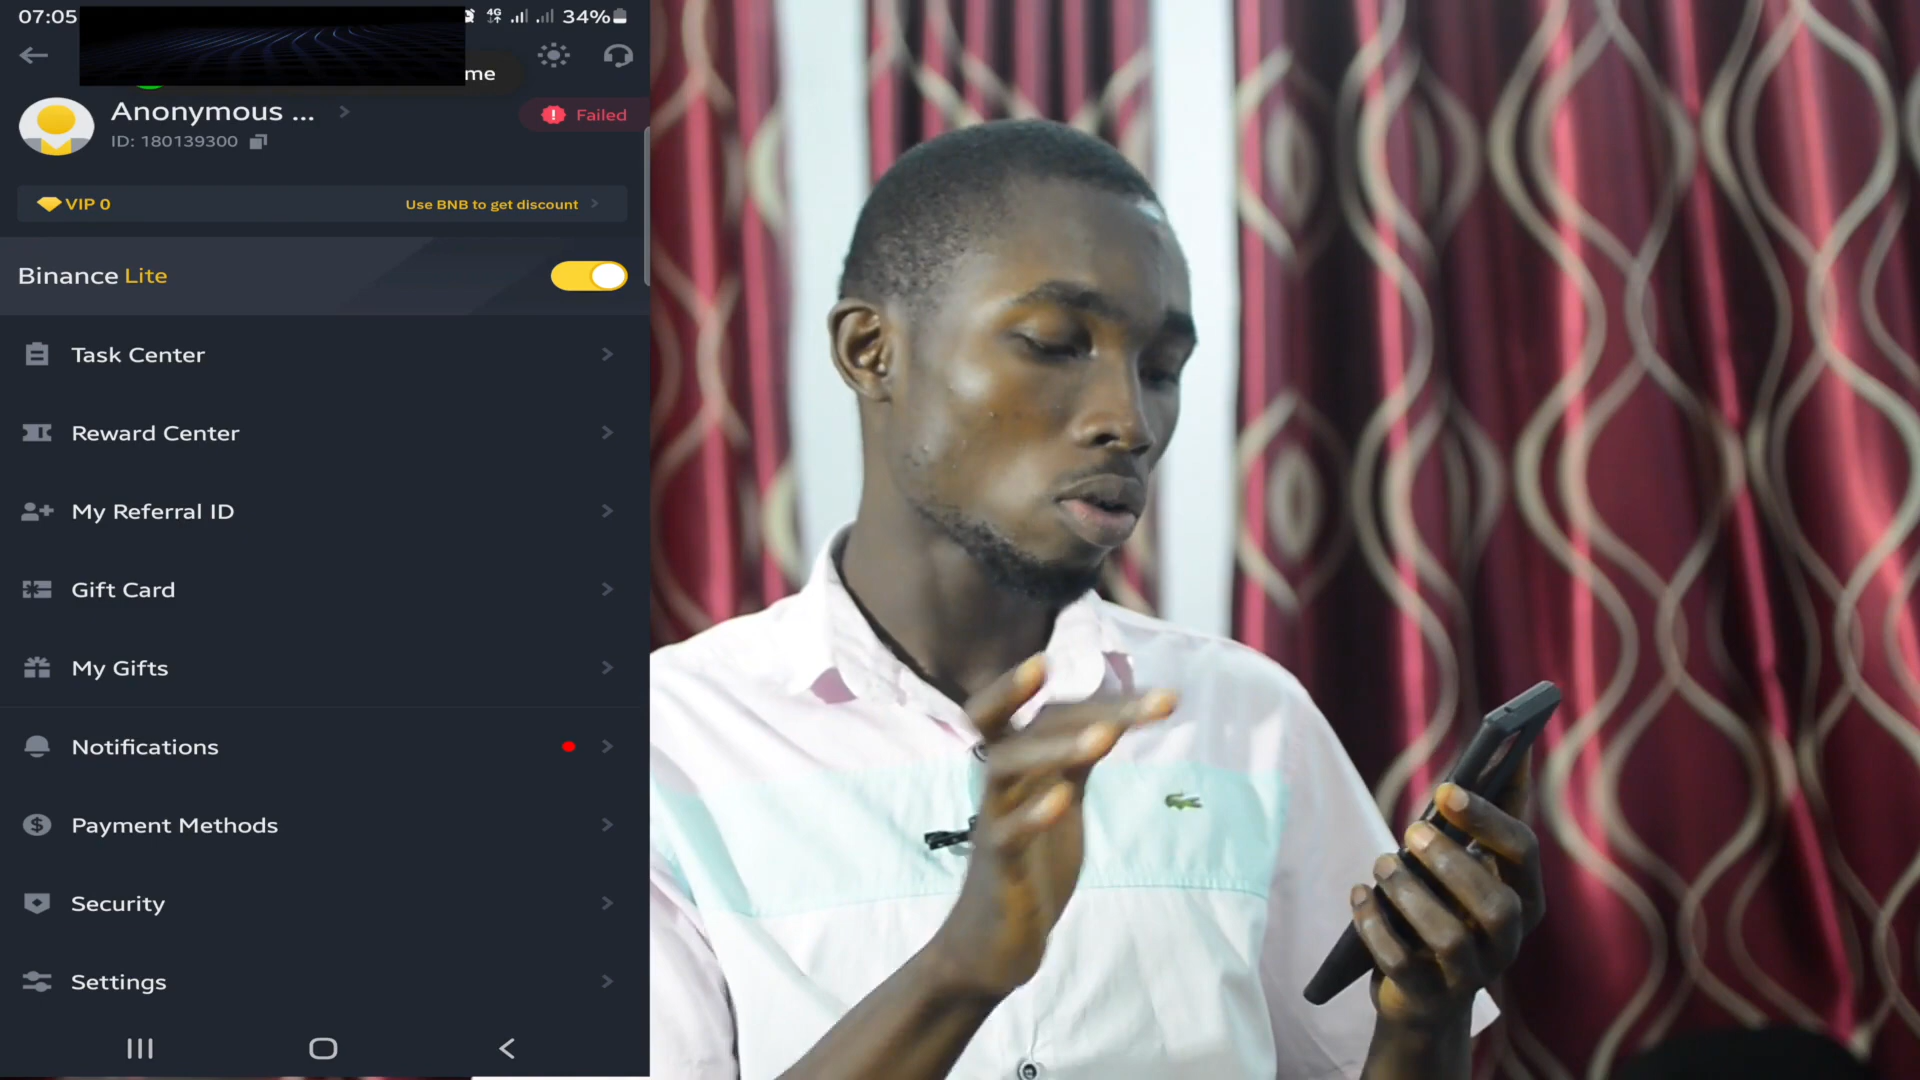 07:05
4G
34%
me
Anonymous ...
Failed
ID: 180139300
VIP 0
Use BNB to get discount
Binance Lite
Task Center
Reward Center
My Referral ID
Gift Card
My Gifts
Notifications
Payment Methods
Security
Settings